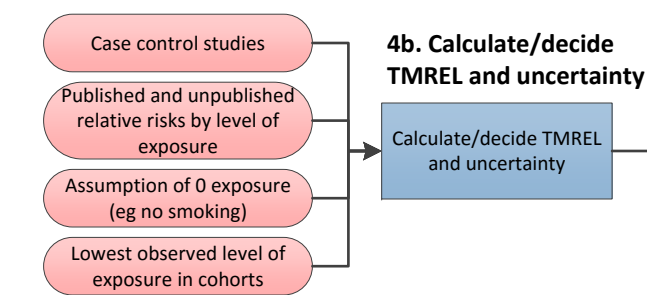 Case control studies
Published and unpublished
relative risks by level of
exposure
Assumption of 0 exposure
(eg no smoking)
Lowest observed level of
exposure in cohorts
4b. Calculate/decide
TMREL and uncertainty
Calculate/decide TMREL
and uncertainty